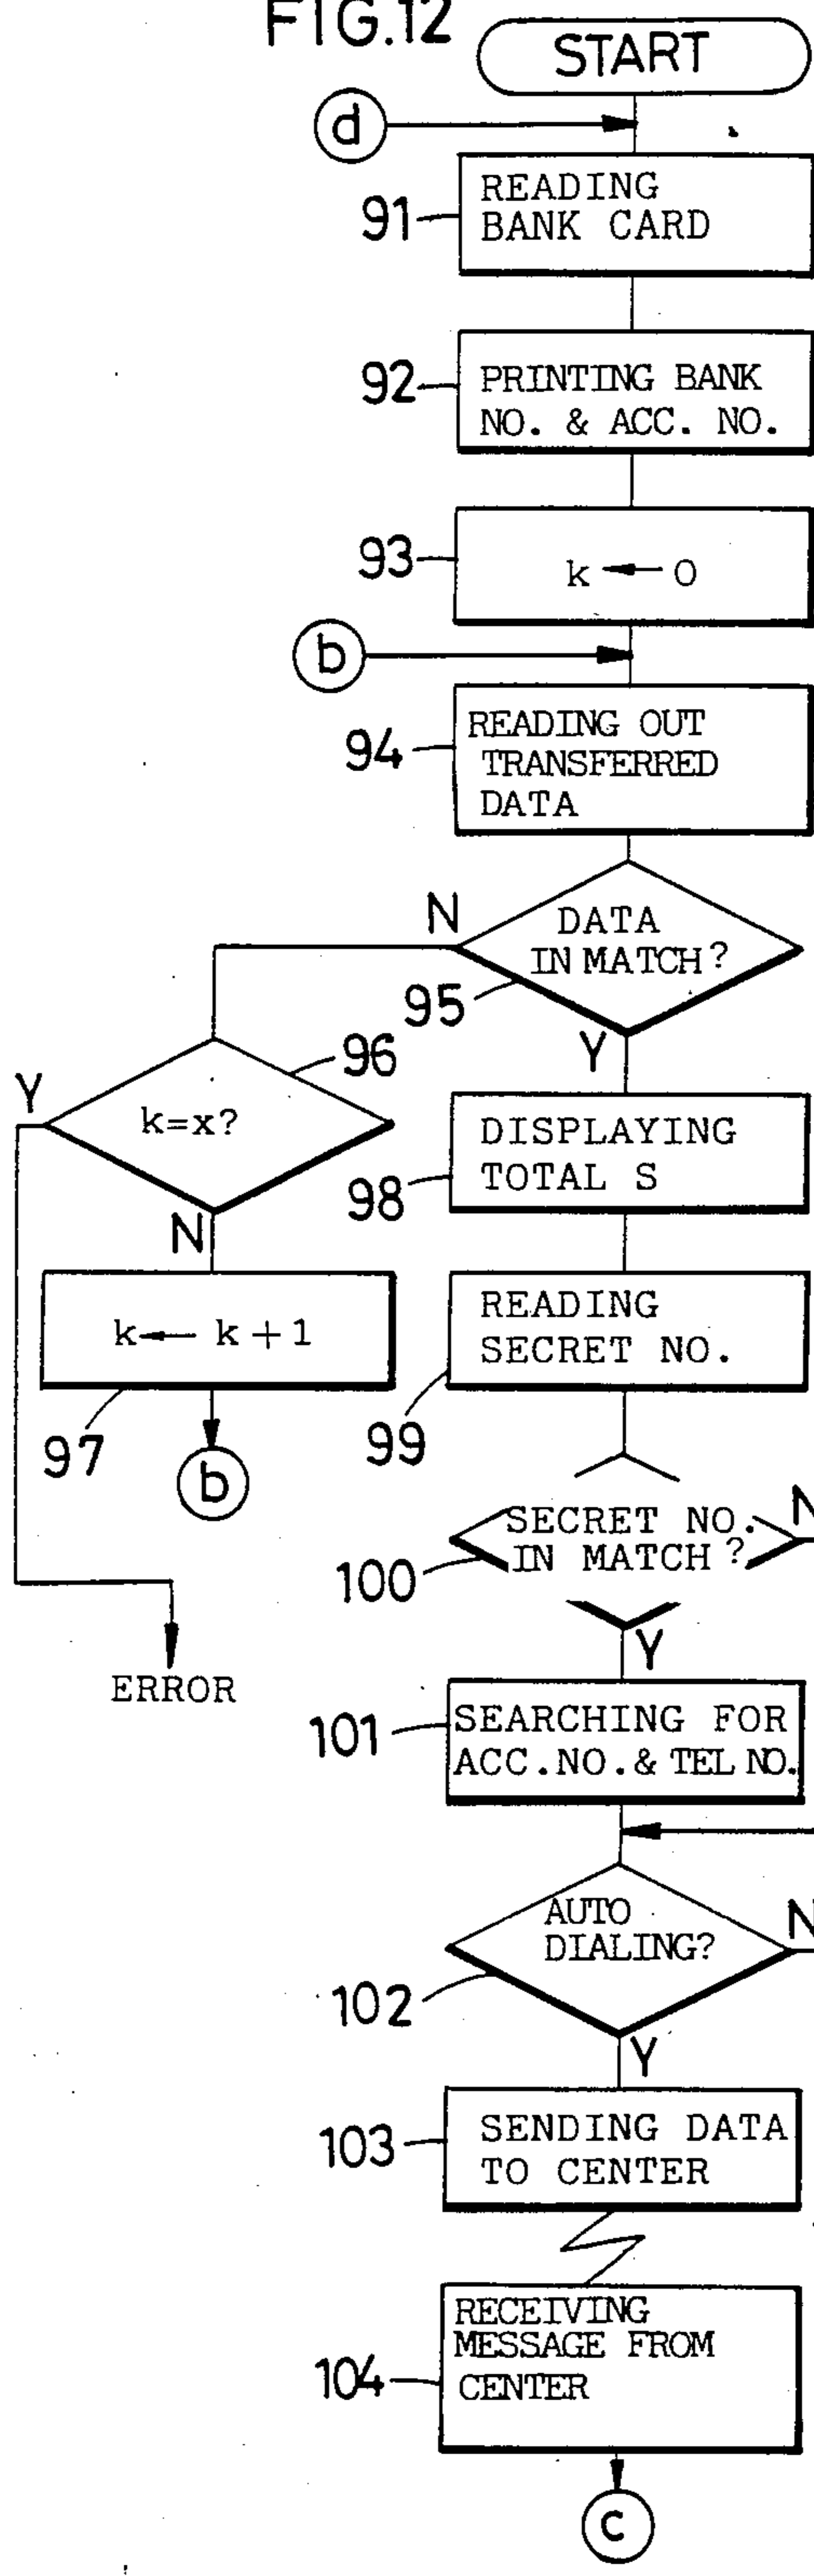 FIG.12
START
d
91
READING
BANK CARD
92
PRINTING BANK
NO. & ACC. NO.
93
k ← 0
b
94
READING OUT
TRANSFERRED
DATA
N
DATA
IN MATCH?
95
Y
96
Y
k=x?
N
98
DISPLAYING
TOTAL S
k ← k+1
97
b
99
READING
SECRET NO.
100
SECRET NO.
IN MATCH?
N
Y
ERROR
101
SEARCHING FOR
ACC.NO.& TEL NO.
AUTO
DIALING?
N
102
Y
103
SENDING DATA
TO CENTER
104
RECEIVING
MESSAGE FROM
CENTER
c